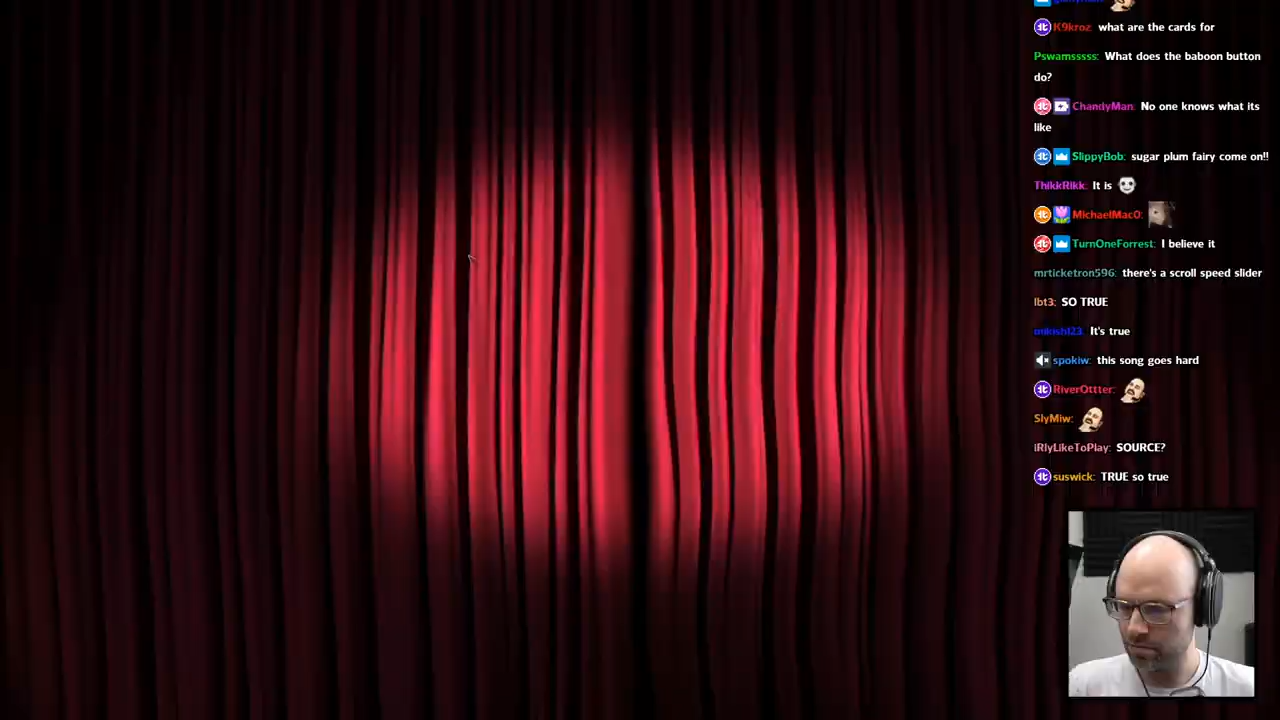 K9kroz: what are the cards for
Pswamsssss: What does the baboon button
do?
ChandyMan: No one knows what its
like
SlippyBob: sugar plum fairy come on!!
ThikkRikk: It is
MichaelMacO:
TurnOneForrest: I believe it
mrticketron596: there's a scroll speed slider
lbt3: SO TRUE
It's true
spokiw: this song goes hard
RiverOttter:
SlyMiw:
iRlyLikeToPlay: SOURCE?
suswick: TRUE so true